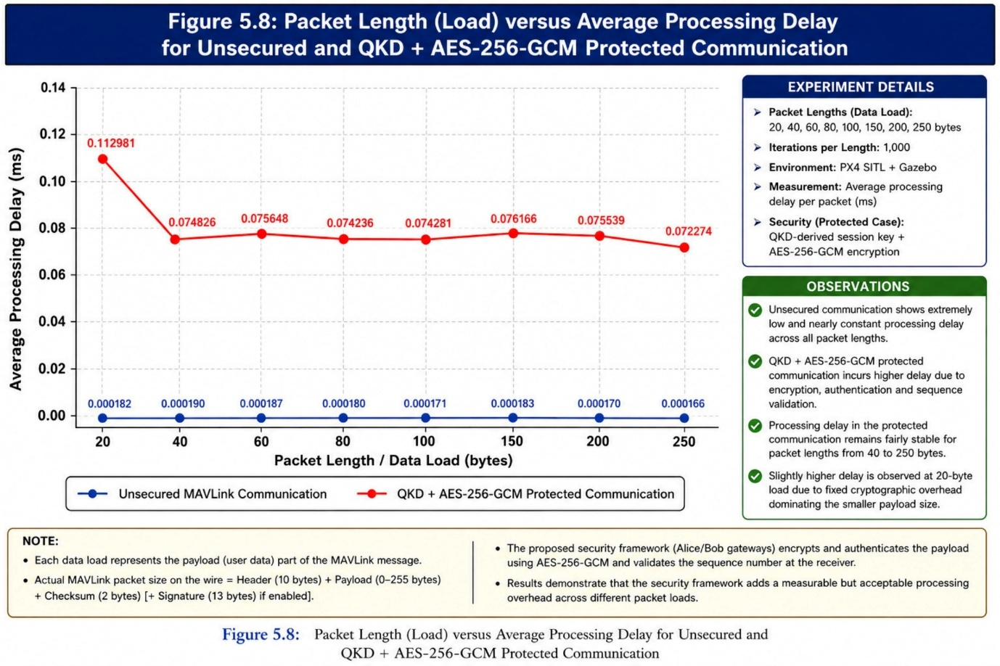 Figure 5.8: Packet Length (Load) versus Average Processing Delay
for Unsecured and QKD + AES-256-GCM Protected Communication
Average Processing Delay (ms)
0.14
0.12
0.10
0.08
0.06
0.04
0.02
0.00
0.112981
0.074826
0.075648
0.074236
0.074281
0.076166
0.075539
0.072274
0.000182
0.000190
0.000187
0.000180
0.000171
0.000183
0.000170
0.000166
20
40
60
80
100
150
200
250
Packet Length / Data Load (bytes)
Unsecured MAVLink Communication
QKD + AES-256-GCM Protected Communication
EXPERIMENT DETAILS
➤ Packet Lengths (Data Load):
20, 40, 60, 80, 100, 150, 200, 250 bytes
➤ Iterations per Length: 1,000
➤ Environment: PX4 SITL + Gazebo
➤ Measurement: Average processing
delay per packet (ms)
➤ Security (Protected Case):
QKD-derived session key +
AES-256-GCM encryption
OBSERVATIONS
Unsecured communication shows extremely
low and nearly constant processing delay
across all packet lengths.
QKD + AES-256-GCM protected
communication incurs higher delay due to
encryption, authentication and sequence
validation.
Processing delay in the protected
communication remains fairly stable for
packet lengths from 40 to 250 bytes.
Slightly higher delay is observed at 20-byte
load due to fixed cryptographic overhead
dominating the smaller payload size.
NOTE:
• Each data load represents the payload (user data) part of the MAVLink message.
• Actual MAVLink packet size on the wire = Header (10 bytes) + Payload (0–255 bytes)
+ Checksum (2 bytes) [+ Signature (13 bytes) if enabled].
• The proposed security framework (Alice/Bob gateways) encrypts and authenticates the payload
using AES-256-GCM and validates the sequence number at the receiver.
• Results demonstrate that the security framework adds a measurable but acceptable processing
overhead across different packet loads.
Figure 5.8: Packet Length (Load) versus Average Processing Delay for Unsecured and
QKD + AES-256-GCM Protected Communication